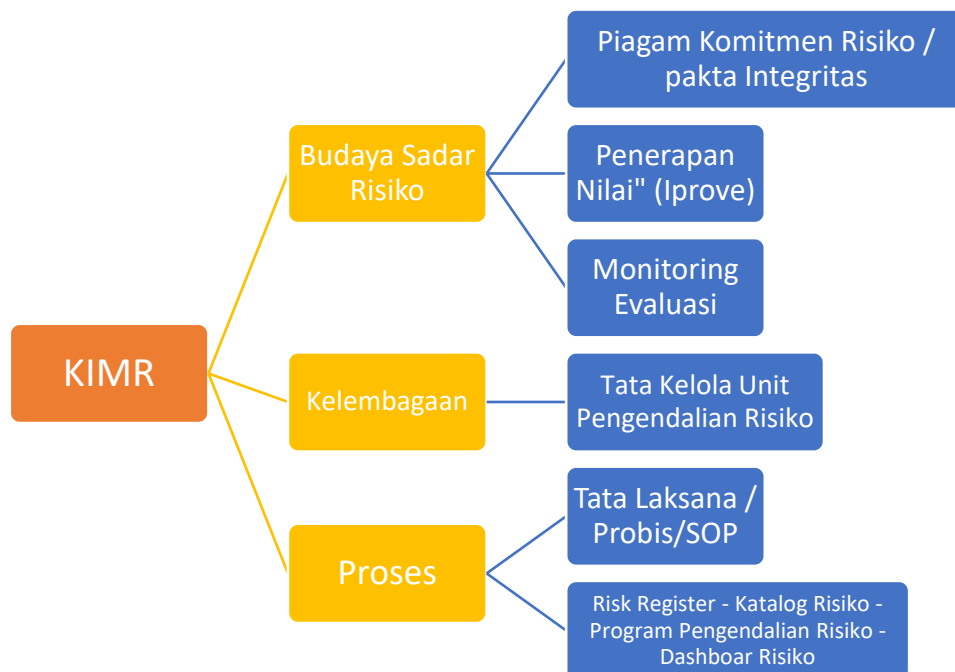 KIMR
Budaya Sadar
Risiko
Piagam Komitmen Risiko /
pakta Integritas
Penerapan
Nilai" (Iprove)
Monitoring
Evaluasi
Kelembagaan
Tata Kelola Unit
Pengendalian Risiko
Proses
Tata Laksana /
Probis/SOP
Risk Register - Katalog Risiko -
Program Pengendalian Risiko -
Dashboar Risiko